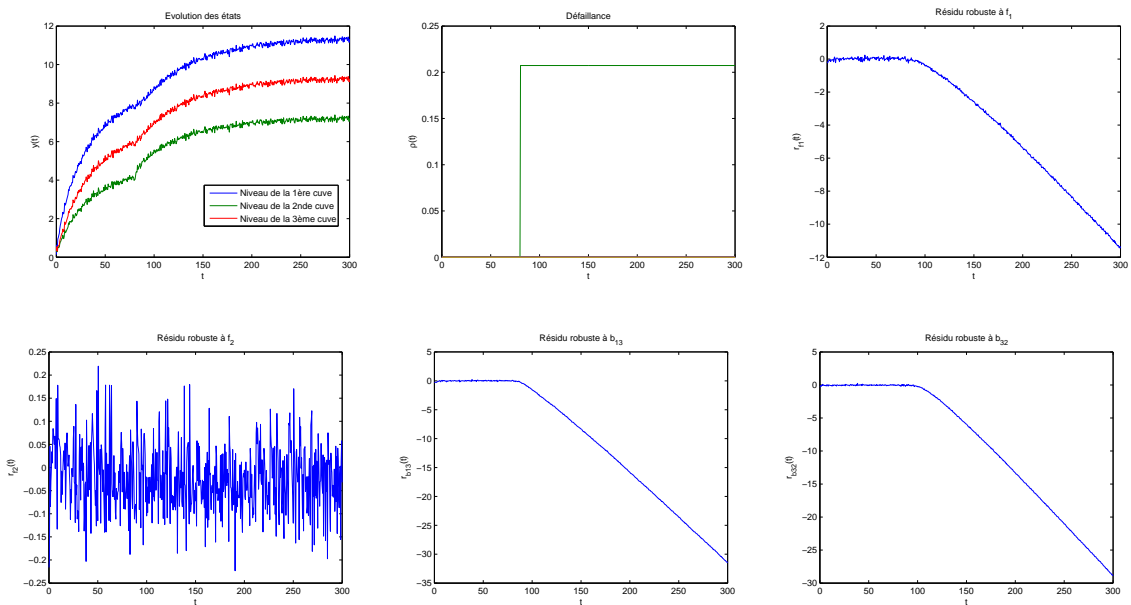 Evolution des états
12
10
8
6
4
2
0
y(t)
0 50 100 150 200 250 300
t
Niveau de la 1ère cuve
Niveau de la 2nde cuve
Niveau de la 3ème cuve
Défaillance
0.25
0.2
0.15
0.1
0.05
0
ρ(t)
0 50 100 150 200 250 300
t
Résidu robuste à f1
2
0
−2
−4
−6
−8
−10
−12
rf1(t)
0 50 100 150 200 250 300
t
Résidu robuste à f2
0.25
0.2
0.15
0.1
0.05
0
−0.05
−0.1
−0.15
−0.2
−0.25
rf2(t)
0 50 100 150 200 250 300
t
Résidu robuste à b13
5
0
−5
−10
−15
−20
−25
−30
−35
rb13(t)
0 50 100 150 200 250 300
t
Résidu robuste à b32
5
0
−5
−10
−15
−20
−25
−30
rb32(t)
0 50 100 150 200 250 300
t